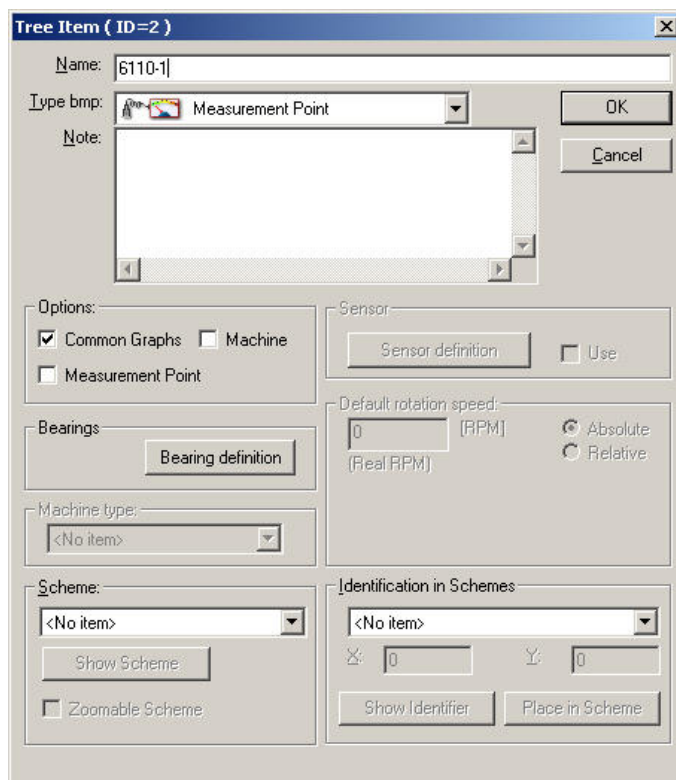 Tree Item ( ID=2 )
Name: 6110-1
Type bmp: Measurement Point
OK
Note:
Cancel
Options:
Common Graphs Machine
Measurement Point
Sensor
Sensor definition Use
Bearings
Bearing definition
Default rotation speed:
0 [RPM] Absolute
(Real RPM) Relative
Machine type:
<No item>
Scheme:
<No item>
Show Scheme
Zoomable Scheme
Identification in Schemes
<No item>
X: 0 Y: 0
Show Identifier Place in Scheme